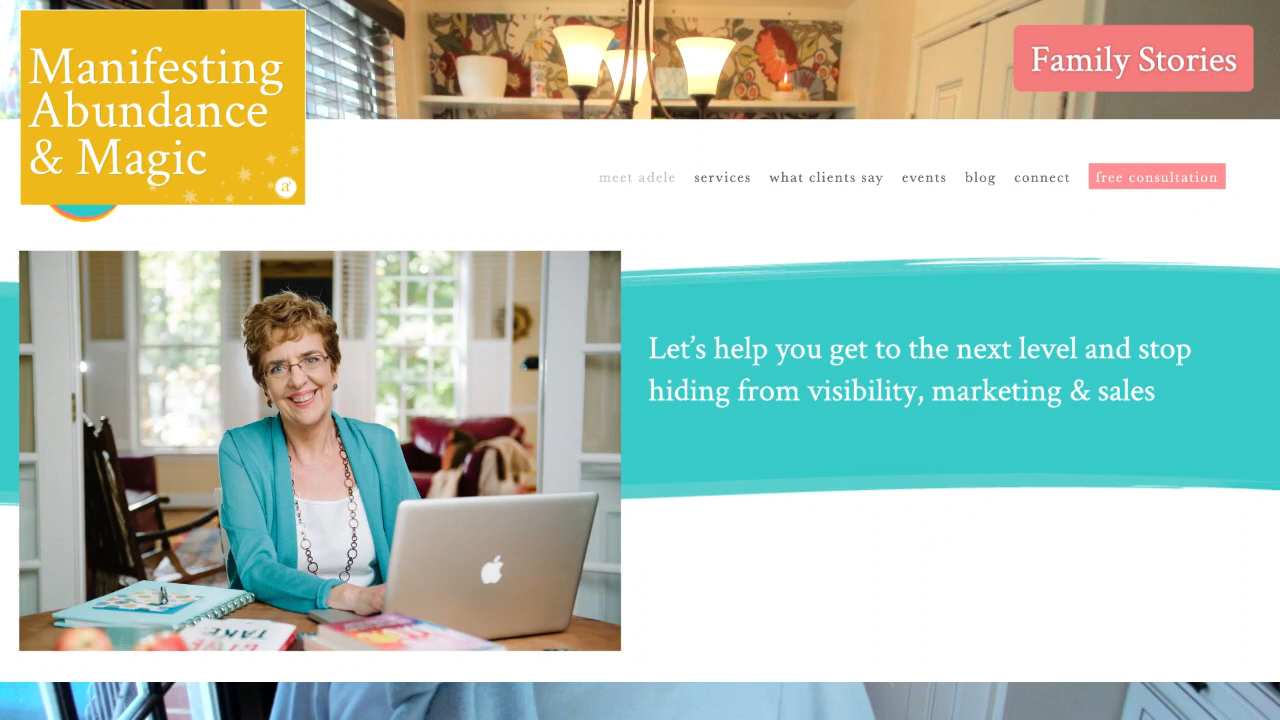 Manifesting
Abundance
& Magic
a
Family Stories
meet adele services what clients say events blog connect free consultation
Let’s help you get to the next level and stop
hiding from visibility, marketing & sales
TAKE